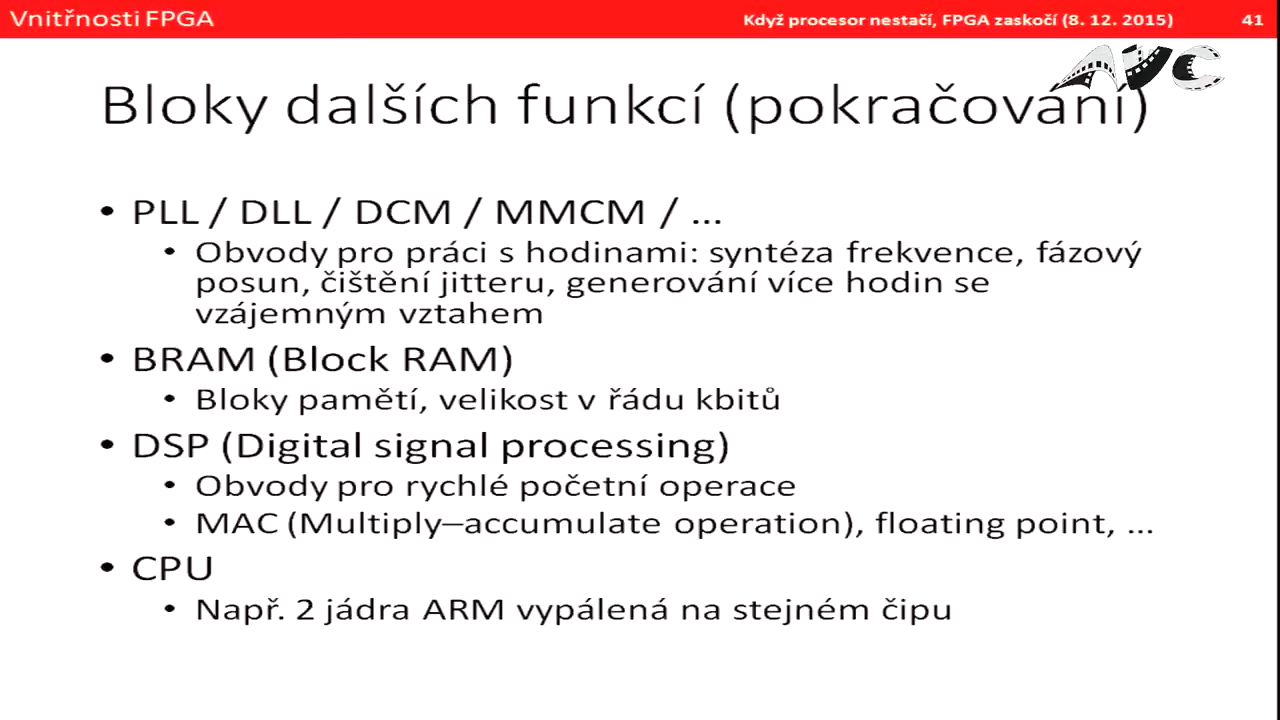 Vnitřnosti FPGA
Když procesor nestačí, FPGA zaskočí (8. 12. 2015) 41
AVC
Bloky dalších funkcí (pokračování)
• PLL / DLL / DCM / MMCM / ...
• Obvody pro práci s hodinami: syntéza frekvence, fázový
posun, čištění jitteru, generování více hodin se
vzájemným vztahem
• BRAM (Block RAM)
• Bloky pamětí, velikost v řádu kbitů
• DSP (Digital signal processing)
• Obvody pro rychlé početní operace
• MAC (Multiply–accumulate operation), floating point, ...
• CPU
• Např. 2 jádra ARM vypálená na stejném čipu